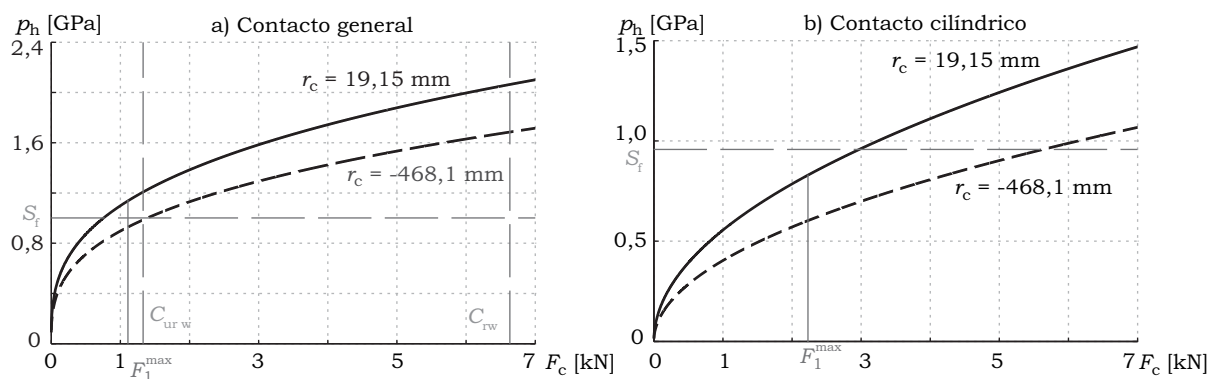 p_h [GPa]
a) Contacto general
2,4
r_c = 19,15 mm
1,6
r_c = -468,1 mm
S_f
0,8
C_ur w
C_rw
0
0
1
F_1^max
3
5
7
F_c [kN]
p_h [GPa]
b) Contacto cilíndrico
1,5
r_c = 19,15 mm
1,0
S_f
r_c = -468,1 mm
0,5
0
0
1
F_1^max
3
5
7
F_c [kN]